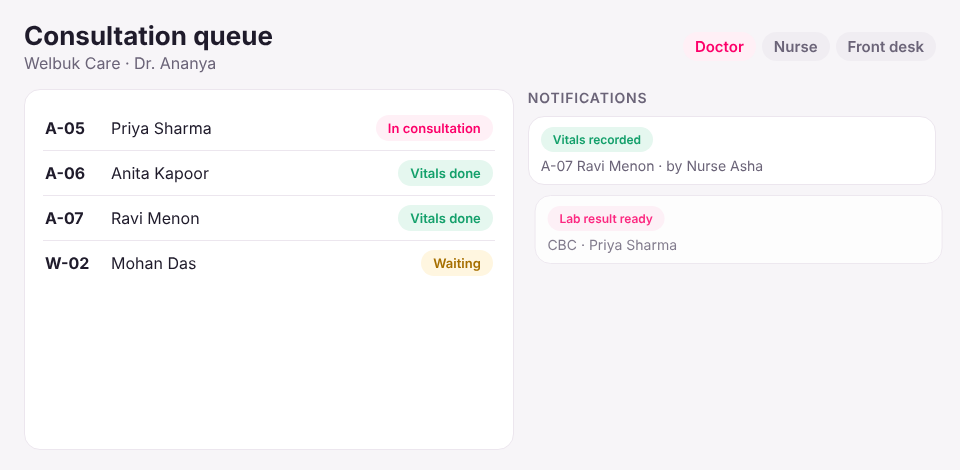 Consultation queue
Welbuk Care · Dr. Ananya
Doctor
Nurse
Front desk
A-05 Priya Sharma In consultation
A-06 Anita Kapoor Vitals done
A-07 Ravi Menon Vitals done
W-02 Mohan Das Waiting
NOTIFICATIONS
Vitals recorded
A-07 Ravi Menon · by Nurse Asha
Lab result ready
CBC · Priya Sharma